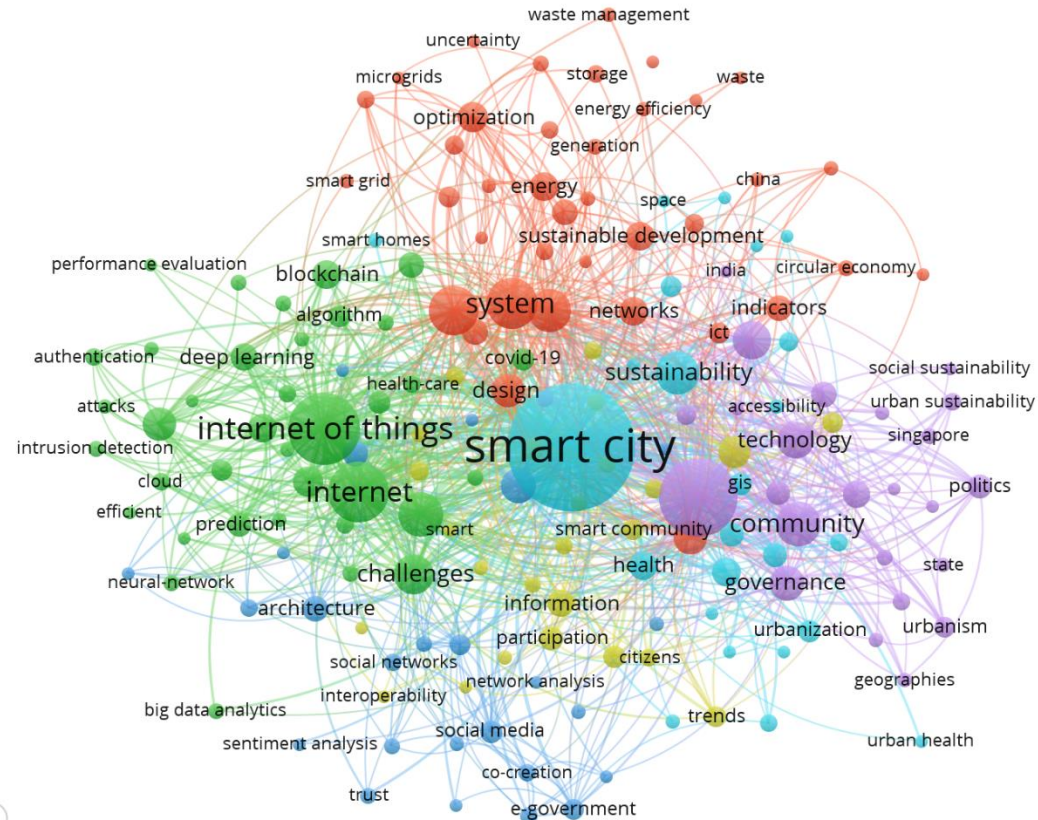 waste management
uncertainty
microgrids
storage
waste
energy efficiency
optimization
generation
smart grid
energy
china
space
sustainable development
smart homes
performance evaluation
blockchain
india
circular economy
system
networks
indicators
algorithm
ict
authentication
deep learning
covid-19
sustainability
social sustainability
health-care
design
attacks
accessibility
urban sustainability
internet of things
smart city
technology
singapore
intrusion detection
cloud
internet
gis
politics
efficient
prediction
smart
smart community
community
health
state
neural-network
challenges
governance
architecture
information
urbanization
urbanism
participation
social networks
citizens
network analysis
geographies
interoperability
big data analytics
trends
social media
sentiment analysis
urban health
co-creation
trust
e-government